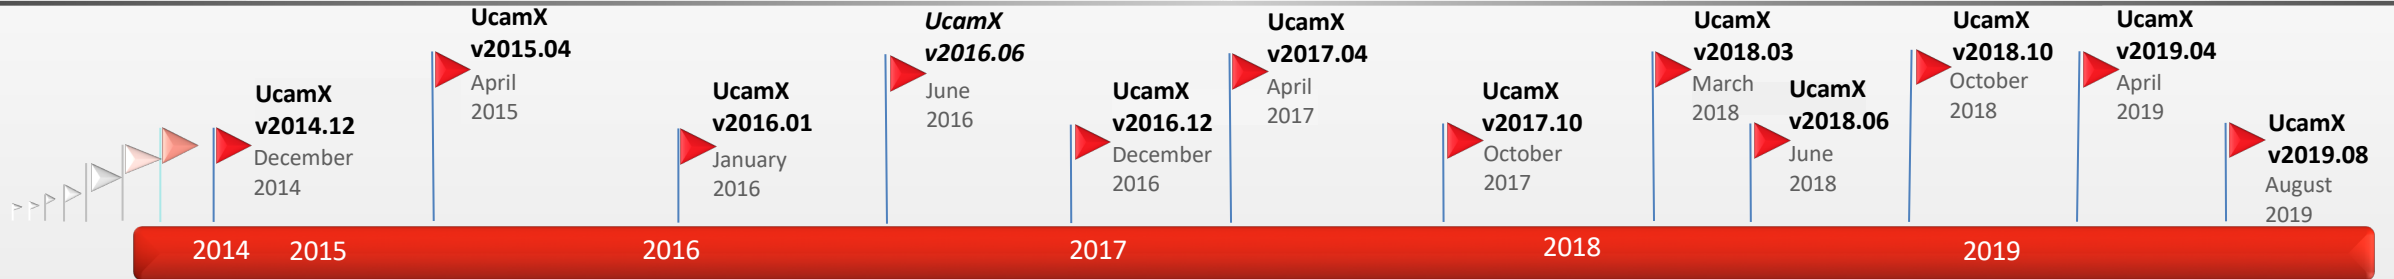 UcamX
v2014.12
December
2014
UcamX
v2015.04
April
2015
UcamX
v2016.01
January
2016
UcamX
v2016.06
June
2016
UcamX
v2016.12
December
2016
UcamX
v2017.04
April
2017
UcamX
v2017.10
October
2017
UcamX
v2018.03
March
2018
UcamX
v2018.06
June
2018
UcamX
v2018.10
October
2018
UcamX
v2019.04
April
2019
UcamX
v2019.08
August
2019
2014 2015 2016 2017 2018 2019